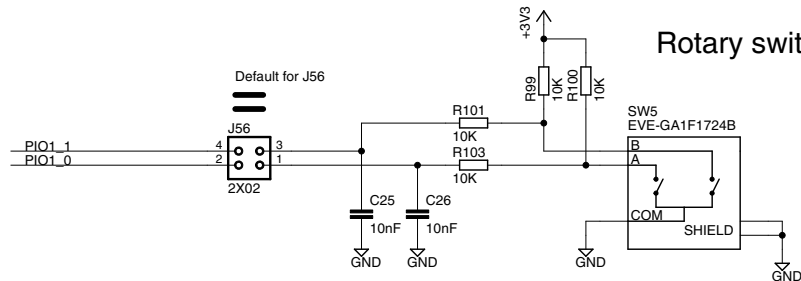 +3V3
Rotary swit
Default for J56
R99
10K
R100
10K
J56
R101
10K
SW5
EVE-GA1F1724B
PIO1_1
4
3
PIO1_0
2
1
2X02
R103
10K
B
A
C25
10nF
C26
10nF
COM
SHIELD
GND
GND
GND
GND